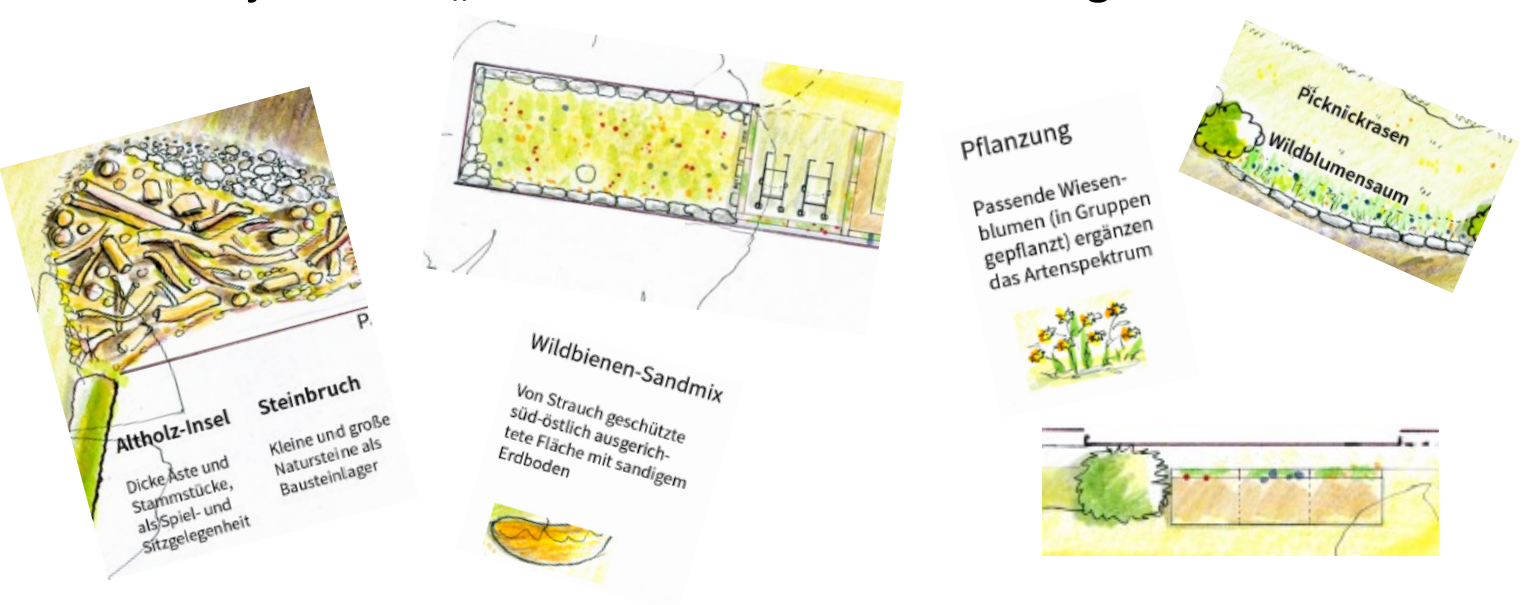 Altholz-Insel
Dicke Äste und
Stammstücke,
als Spiel- und
Sitzgelegenheit
Steinbruch
Kleine und große
Natursteine als
Bausteinlager
Wildbienen-Sandmix
Von Strauch geschützte
süd-östlich ausgerich-
tete Fläche mit sandigem
Erdboden
Pflanzung
Passende Wiesen-
blumen (in Gruppen
gepflanzt) ergänzen
das Artenspektrum
Picknickrasen
Wildblumensaum